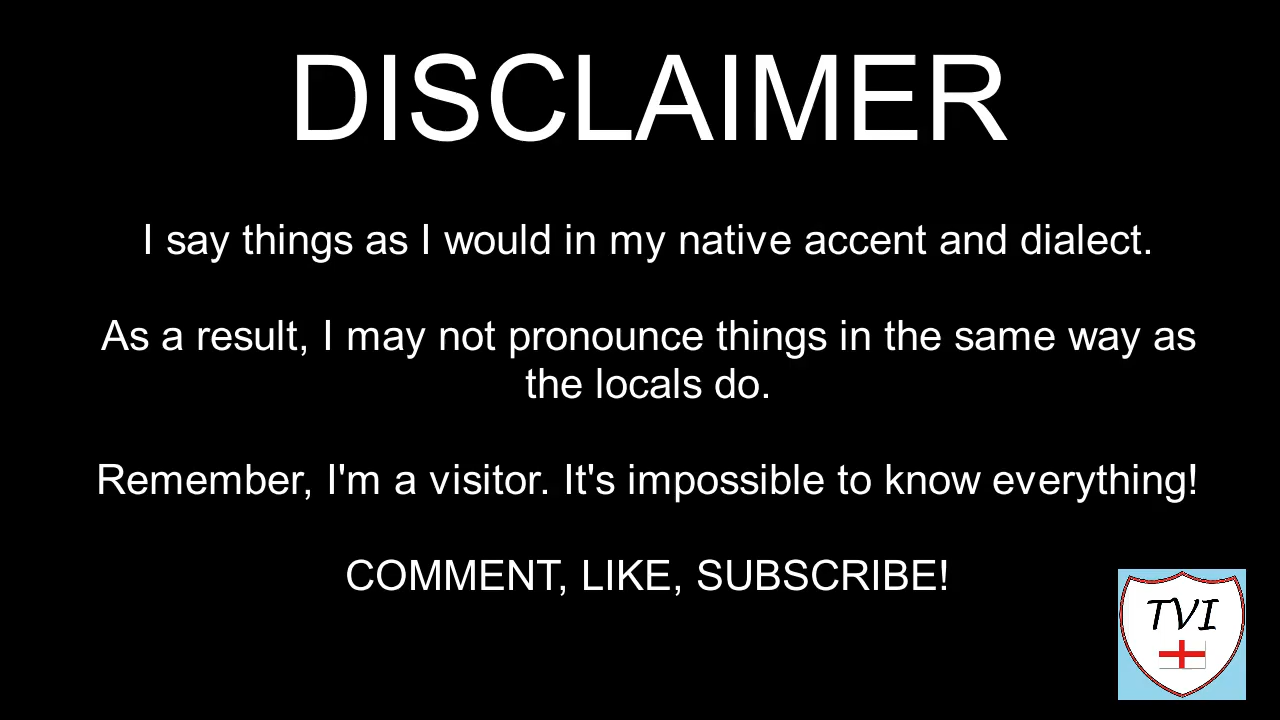 DISCLAIMER
I say things as I would in my native accent and dialect.
As a result, I may not pronounce things in the same way as
the locals do.
Remember, I'm a visitor. It's impossible to know everything!
COMMENT, LIKE, SUBSCRIBE!
TVI